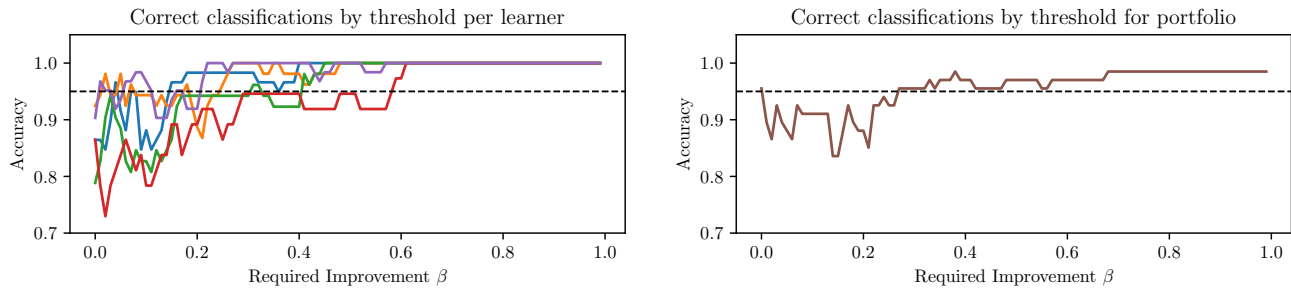 Correct classifications by threshold per learner
1.0
0.9
0.8
0.7
Accuracy
0.0 0.2 0.4 0.6 0.8 1.0
Required Improvement β
Correct classifications by threshold for portfolio
1.0
0.9
0.8
0.7
Accuracy
0.0 0.2 0.4 0.6 0.8 1.0
Required Improvement β